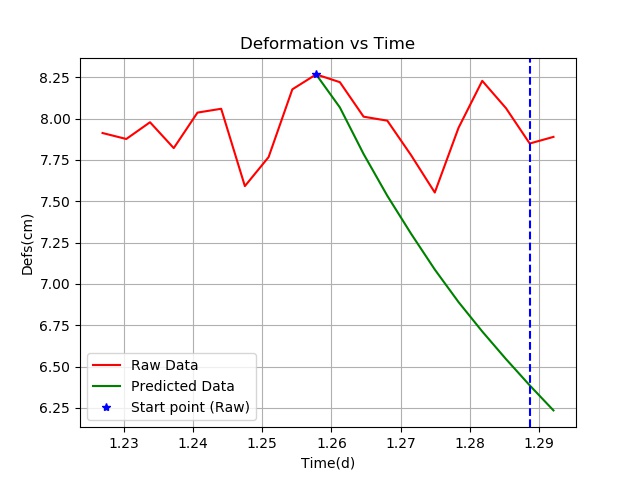 Deformation vs Time
Defs(cm)
8.25
8.00
7.75
7.50
7.25
7.00
6.75
6.50
6.25
Raw Data
Predicted Data
Start point (Raw)
1.23 1.24 1.25 1.26 1.27 1.28 1.29
Time(d)